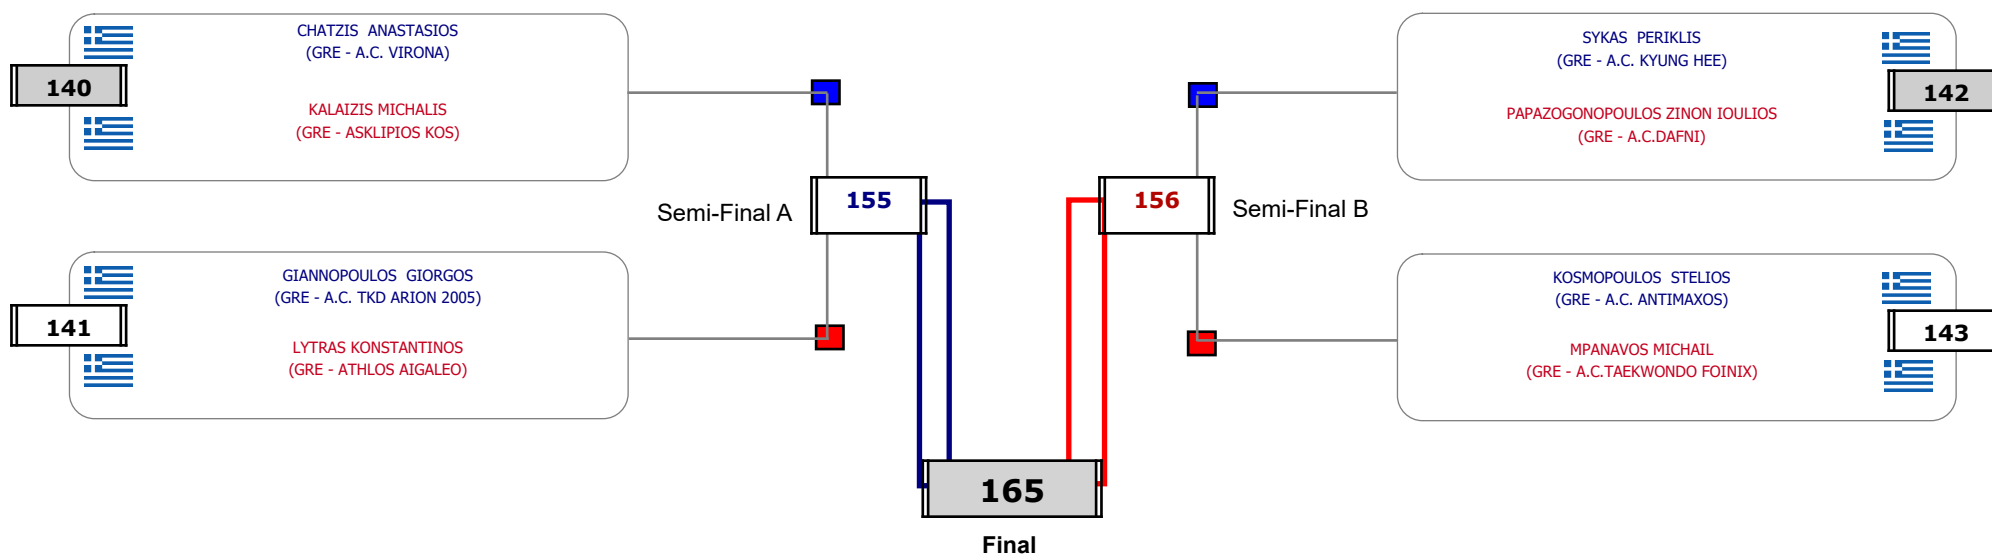 CHATZIS  ANASTASIOS
(GRE - A.C. VIRONA)
140
KALAIZIS MICHALIS
(GRE - ASKLIPIOS KOS)
SYKAS  PERIKLIS
(GRE - A.C. KYUNG HEE)
142
PAPAZOGONOPOULOS ZINON IOULIOS
(GRE - A.C.DAFNI)
Semi-Final A
155
156
Semi-Final B
GIANNOPOULOS  GIORGOS
(GRE - A.C. TKD ARION 2005)
141
LYTRAS KONSTANTINOS
(GRE - ATHLOS AIGALEO)
KOSMOPOULOS  STELIOS
(GRE - A.C. ANTIMAXOS)
143
MPANAVOS MICHAIL
(GRE - A.C.TAEKWONDO FOINIX)
165
Final